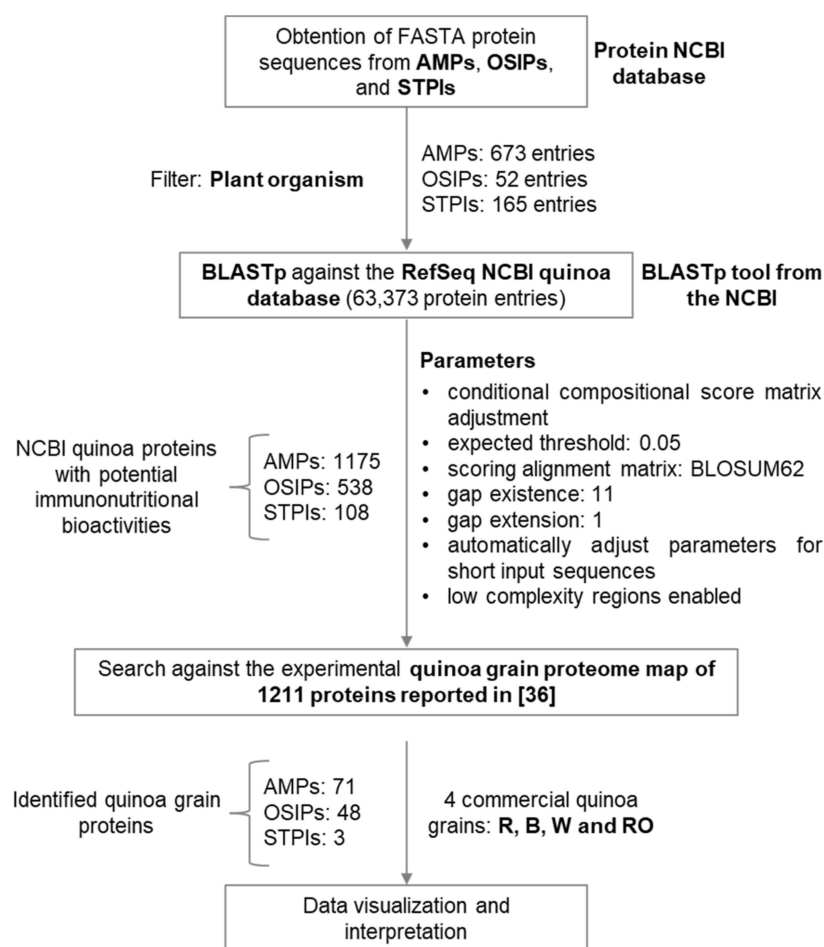 Obtention of FASTA protein
sequences from AMPs, OSIPs,
and STPIs
Protein NCBI
database
Filter: Plant organism
AMPs: 673 entries
OSIPs: 52 entries
STPIs: 165 entries
BLASTp against the RefSeq NCBI quinoa
database (63,373 protein entries)
BLASTp tool from
the NCBI
Parameters
• conditional compositional score matrix
adjustment
• expected threshold: 0.05
• scoring alignment matrix: BLOSUM62
• gap existence: 11
• gap extension: 1
• automatically adjust parameters for
short input sequences
• low complexity regions enabled
NCBI quinoa proteins
with potential
immunonutritional
bioactivities
AMPs: 1175
OSIPs: 538
STPIs: 108
Search against the experimental quinoa grain proteome map of
1211 proteins reported in [36]
Identified quinoa grain
proteins
AMPs: 71
OSIPs: 48
STPIs: 3
4 commercial quinoa
grains: R, B, W and RO
Data visualization and
interpretation